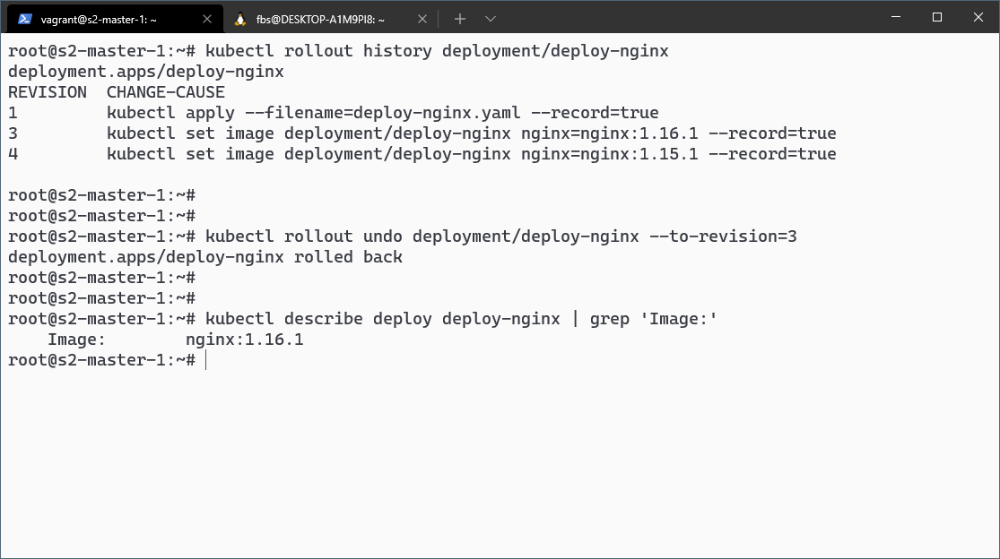 vagrant@s2-master-1: ~
fbs@DESKTOP-A1M9PI8: ~
root@s2-master-1:~# kubectl rollout history deployment/deploy-nginx
deployment.apps/deploy-nginx
REVISION  CHANGE-CAUSE
1         kubectl apply --filename=deploy-nginx.yaml --record=true
3         kubectl set image deployment/deploy-nginx nginx=nginx:1.16.1 --record=true
4         kubectl set image deployment/deploy-nginx nginx=nginx:1.15.1 --record=true
root@s2-master-1:~#
root@s2-master-1:~#
root@s2-master-1:~# kubectl rollout undo deployment/deploy-nginx --to-revision=3
deployment.apps/deploy-nginx rolled back
root@s2-master-1:~#
root@s2-master-1:~#
root@s2-master-1:~# kubectl describe deploy deploy-nginx | grep 'Image:'
    Image:        nginx:1.16.1
root@s2-master-1:~#